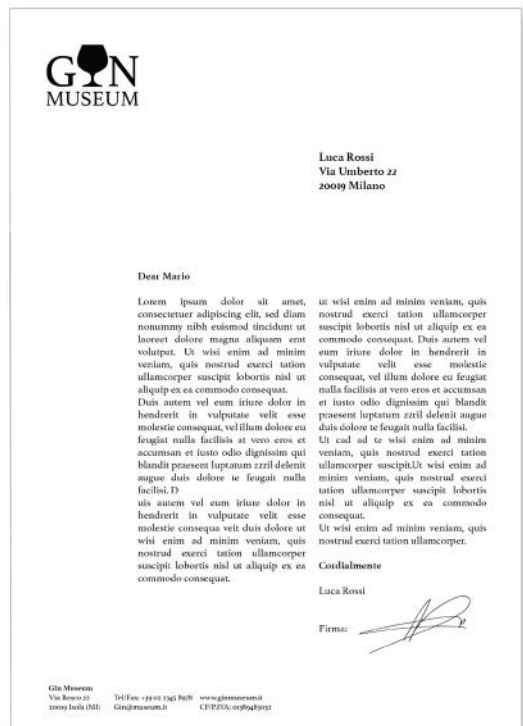 GIN
MUSEUM
Luca Rossi
Via Umberto 22
20019 Milano
Dear Mario
Lorem ipsum dolor sit amet,
consectetuer adipiscing elit, sed diam
nonummy nibh euismod tincidunt ut
laoreet dolore magna aliquam erat
volutpat. Ut wisi enim ad minim
veniam, quis nostrud exerci tation
ullamcorper suscipit lobortis nisl ut
aliquip ex ea commodo consequat.
Duis autem vel eum iriure dolor in
hendrerit in vulputate velit esse
molestie consequat, vel illum dolore eu
feugiat nulla facilisis at vero eros et
accumsan et iusto odio dignissim qui
blandit praesent luptatum zzril delenit
augue duis dolore te feugait nulla
facilisi. D
uis autem vel eum iriure dolor in
hendrerit in vulputate velit esse
molestie consequa veit duis dolore ut
wisi enim ad minim veniam, quis
nostrud exerci tation ullamcorper
suscipit lobortis nisl ut aliquip ex ea
commodo consequat.
ut wisi enim ad minim veniam, quis
nostrud exerci tation ullamcorper
suscipit lobortis nisl ut aliquip ex ea
commodo consequat. Duis autem vel
eum iriure dolor in hendrerit in
vulputate velit esse molestie
consequat, vel illum dolore eu feugiat
nulla facilisis at vero eros et accumsan
et iusto odio dignissim qui blandit
praesent luptatum zzril delenit augue
duis dolore te feugait nulla facilisi.
Ut cad ad te wisi enim ad minim
veniam, quis nostrud exerci tation
ullamcorper suscipit.Ut wisi enim ad
minim veniam, quis nostrud exerci
tation ullamcorper suscipit lobortis
nisl ut aliquip ex ea commodo
consequat.
Ut wisi enim ad minim veniam, quis
nostrud exerci tation ullamcorper.
Cordialmente
Luca Rossi
Firma:
Gin Museum
Via Bosco 22 Tel/Fax: +39 02 2345 8978 www.ginmuseum.it
20019 Isola (MI) Gin@museum.it CF/P.IVA: